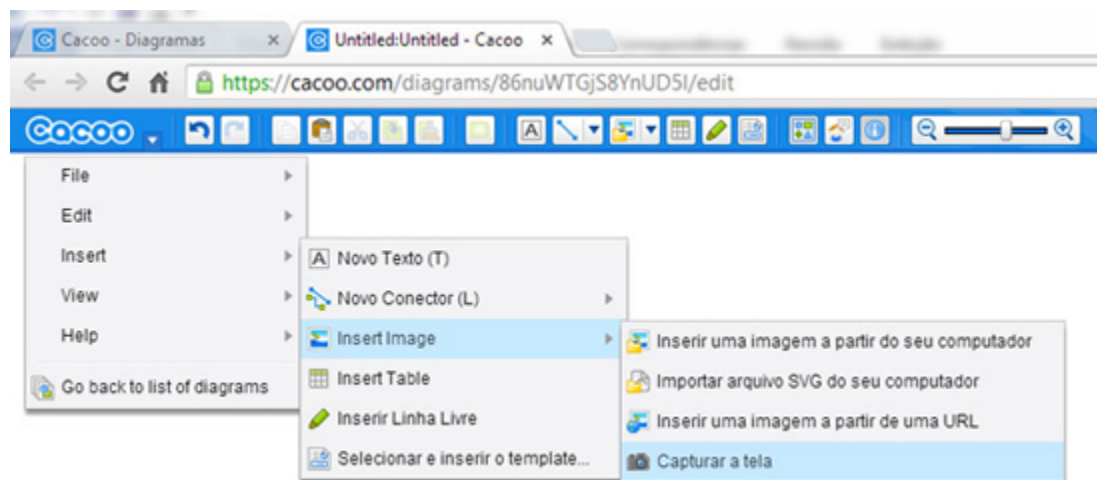 Cacoo - Diagramas
Untitled:Untitled - Cacoo
https://cacoo.com/diagrams/86nuWTGjS8YnUD5I/edit
Cacoo
File
Edit
Insert
View
Help
Go back to list of diagrams
Novo Texto (T)
Novo Conector (L)
Insert Image
Insert Table
Inserir Linha Livre
Selecionar e inserir o template...
Inserir uma imagem a partir do seu computador
Importar arquivo SVG do seu computador
Inserir uma imagem a partir de uma URL
Capturar a tela